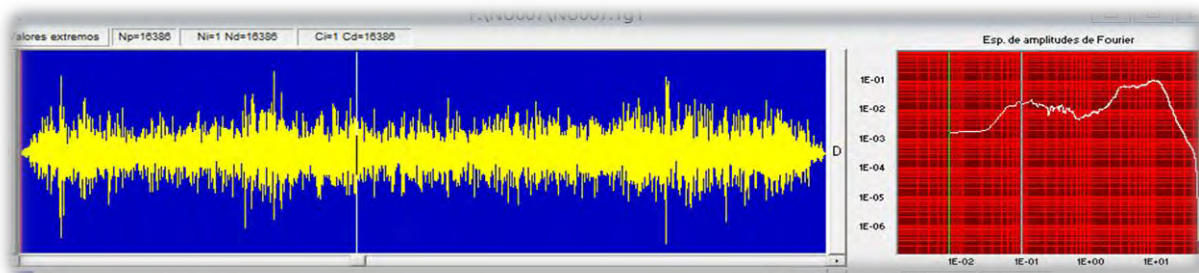 Valores extremos Np=16386 Ni=1 Nd=16386 Ci=1 Cd=16386
D
Esp. de amplitudes de Fourier
1E-01
1E-02
1E-03
1E-04
1E-05
1E-06
1E-02 1E-01 1E+00 1E+01